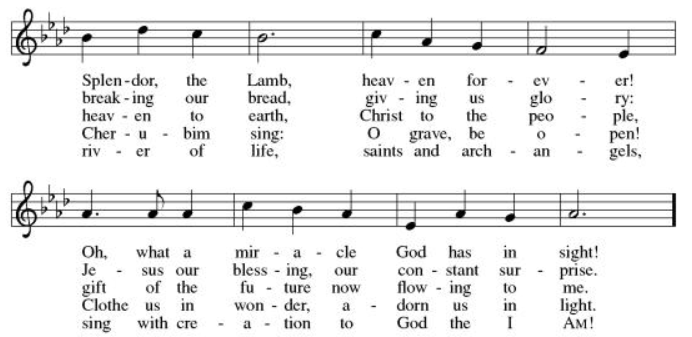 Splen - dor, the Lamb, heav - en for - ev - er!
break - ing our bread, giv - ing us glo - ry:
heav - en to earth, Christ to the peo - ple,
Cher - u - bim sing: O grave, be o - pen!
riv - er of life, saints and arch - an - gels,
Oh, what a mir - a - cle God has in sight!
Je - sus our bless - ing, our con - stant sur - prise.
gift of the fu - ture now flow - ing to me.
Clothe us in won - der, a - dorn us in light.
sing with cre - a - tion to God the I AM!